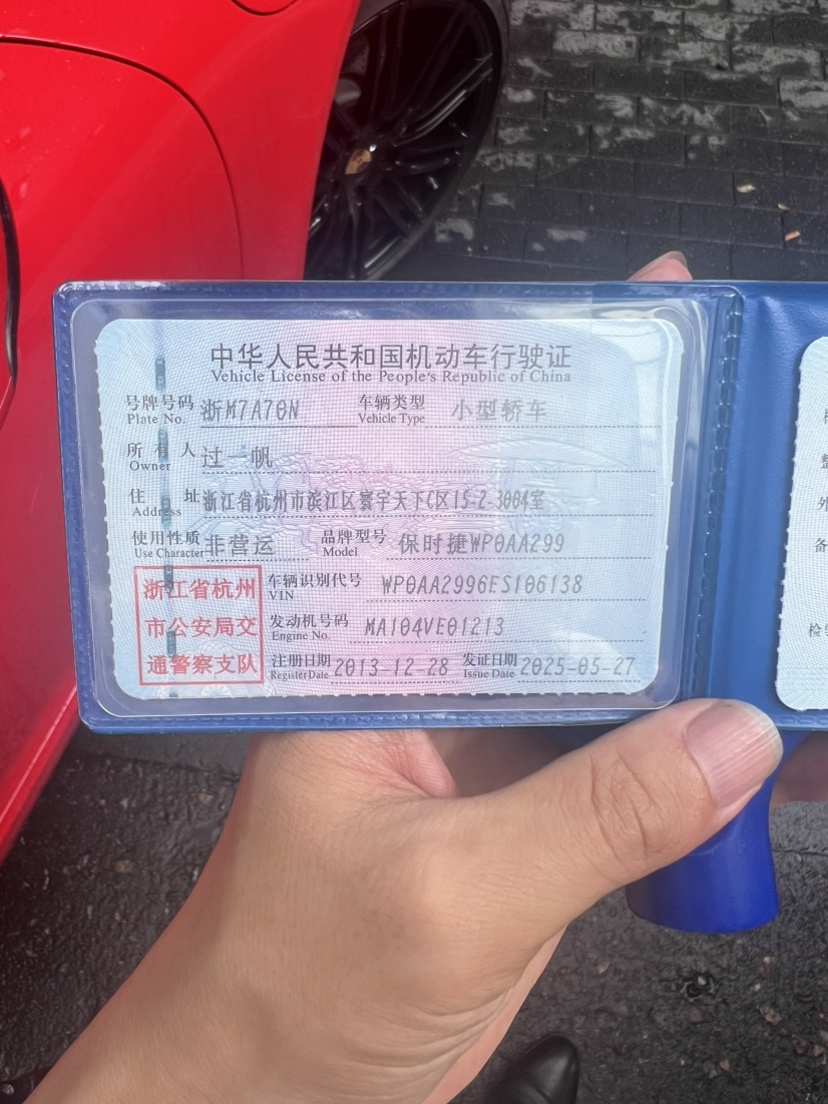 中华人民共和国机动车行驶证
Vehicle License of the People's Republic of China
号牌号码 浙M7A70N 车辆类型 小型轿车
Plate No. Vehicle Type
所有人 过一帆
Owner
住址 浙江省杭州市滨江区寰宇天下C区15-2-3004室
Address
使用性质 非营运 品牌型号 保时捷WP0AA299
Use Character Model
浙江省杭州
市公安局交
通警察支队
车辆识别代号 WP0AA2996ES106138
VIN
发动机号码 MA104VE01213
Engine No.
注册日期 2013-12-28 发证日期 2025-05-27
Register Date Issue Date